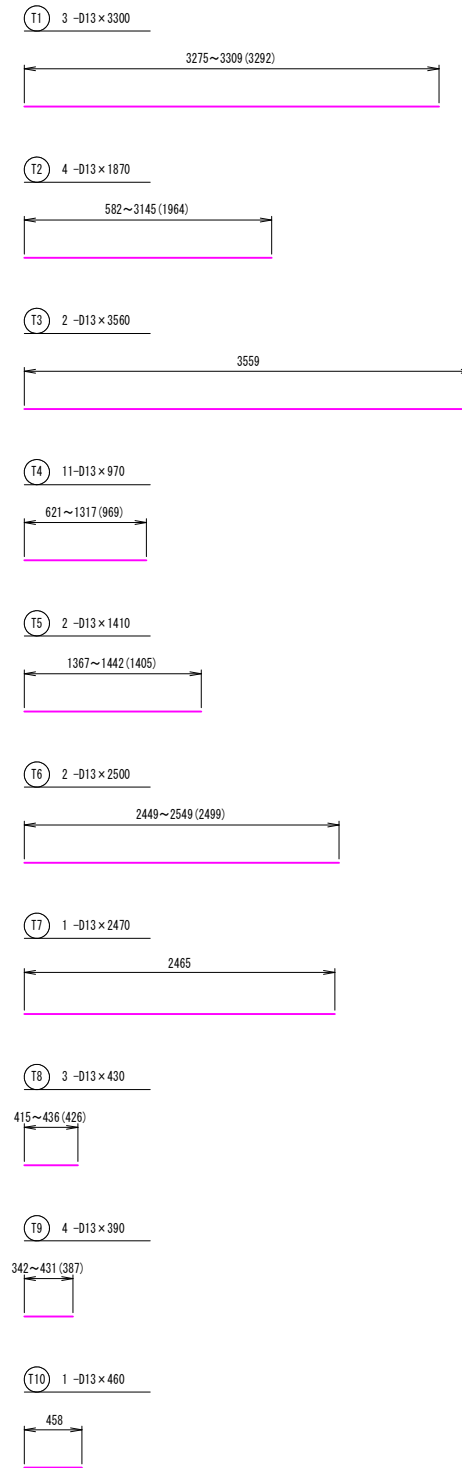 T1 3 -D13×3300
3275～3309(3292)
T2 4 -D13×1870
582～3145(1964)
T3 2 -D13×3560
3559
T4 11-D13×970
621～1317(969)
T5 2 -D13×1410
1367～1442(1405)
T6 2 -D13×2500
2449～2549(2499)
T7 1 -D13×2470
2465
T8 3 -D13×430
415～436(426)
T9 4 -D13×390
342～431(387)
T10 1 -D13×460
458